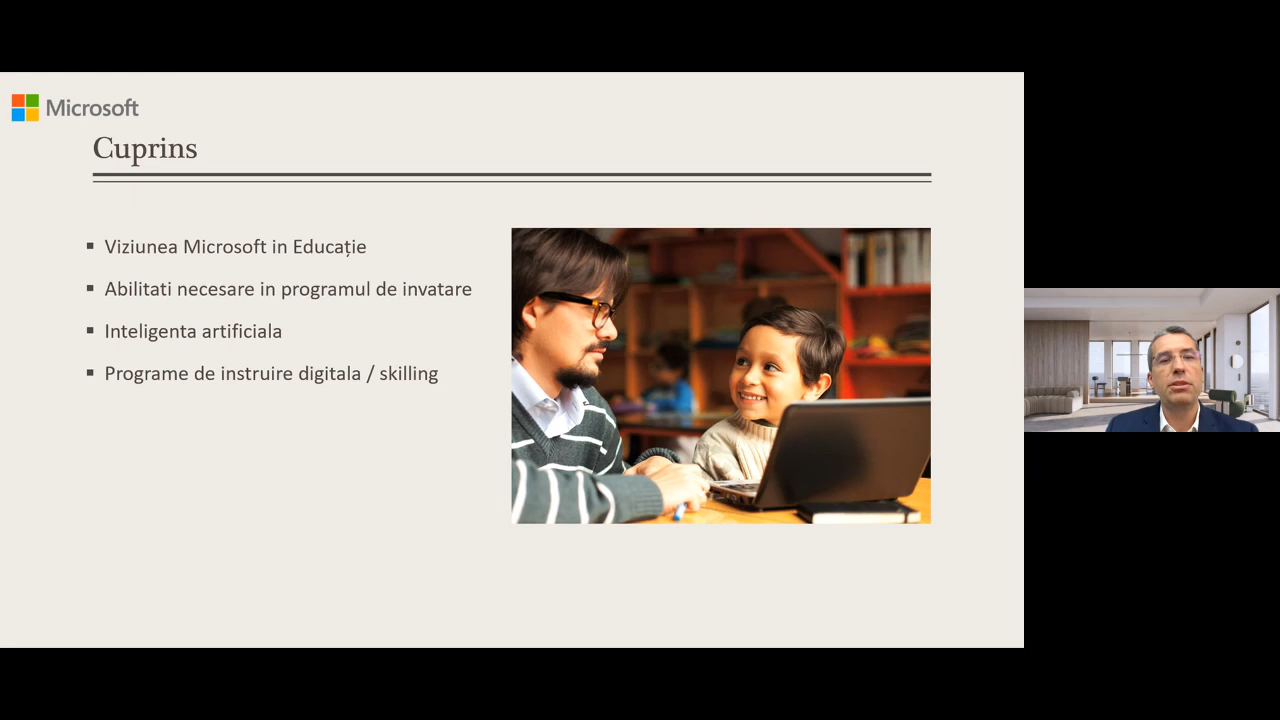 Microsoft
Cuprins
Viziunea Microsoft in Educație
Abilitati necesare in programul de invatare
Inteligenta artificiala
Programe de instruire digitala / skilling